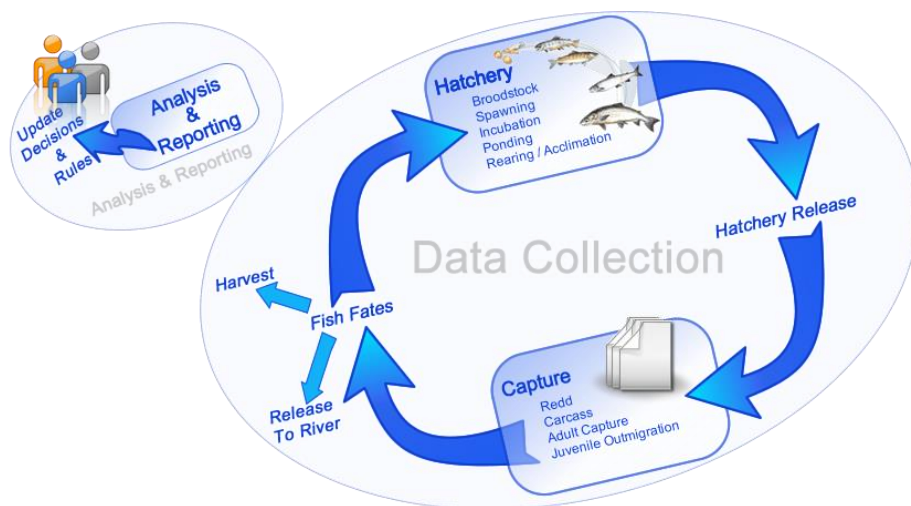 Analysis
&
Reporting
Update
Decisions
&
Rules
Analysis & Reporting
Hatchery
Broodstock
Spawning
Incubation
Ponding
Rearing / Acclimation
Hatchery Release
Data Collection
Harvest
Fish Fates
Release
To River
Capture
Redd
Carcass
Adult Capture
Juvenile Outmigration